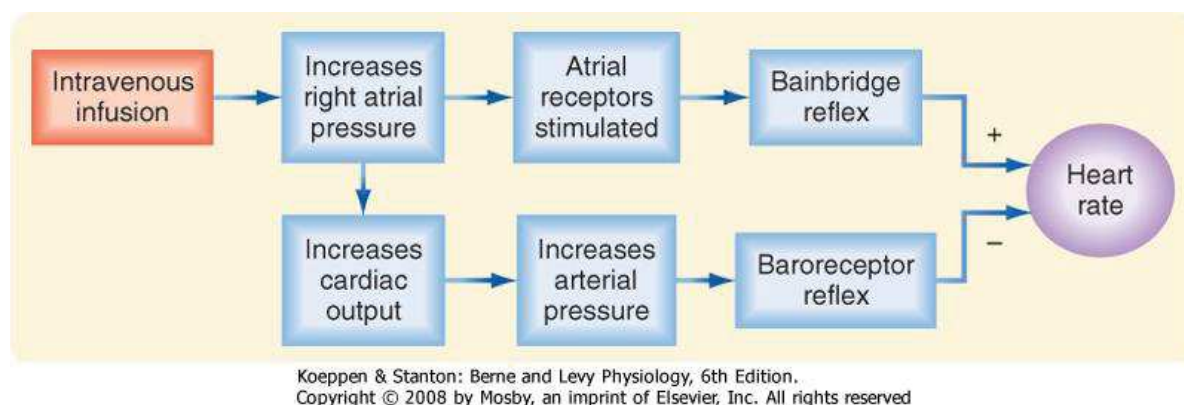 Intravenous
infusion
Increases
right atrial
pressure
Atrial
receptors
stimulated
Bainbridge
reflex
+
Heart
rate
Increases
cardiac
output
Increases
arterial
pressure
Baroreceptor
reflex
−
Koeppen & Stanton: Berne and Levy Physiology, 6th Edition.
Copyright © 2008 by Mosby, an imprint of Elsevier, Inc. All rights reserved